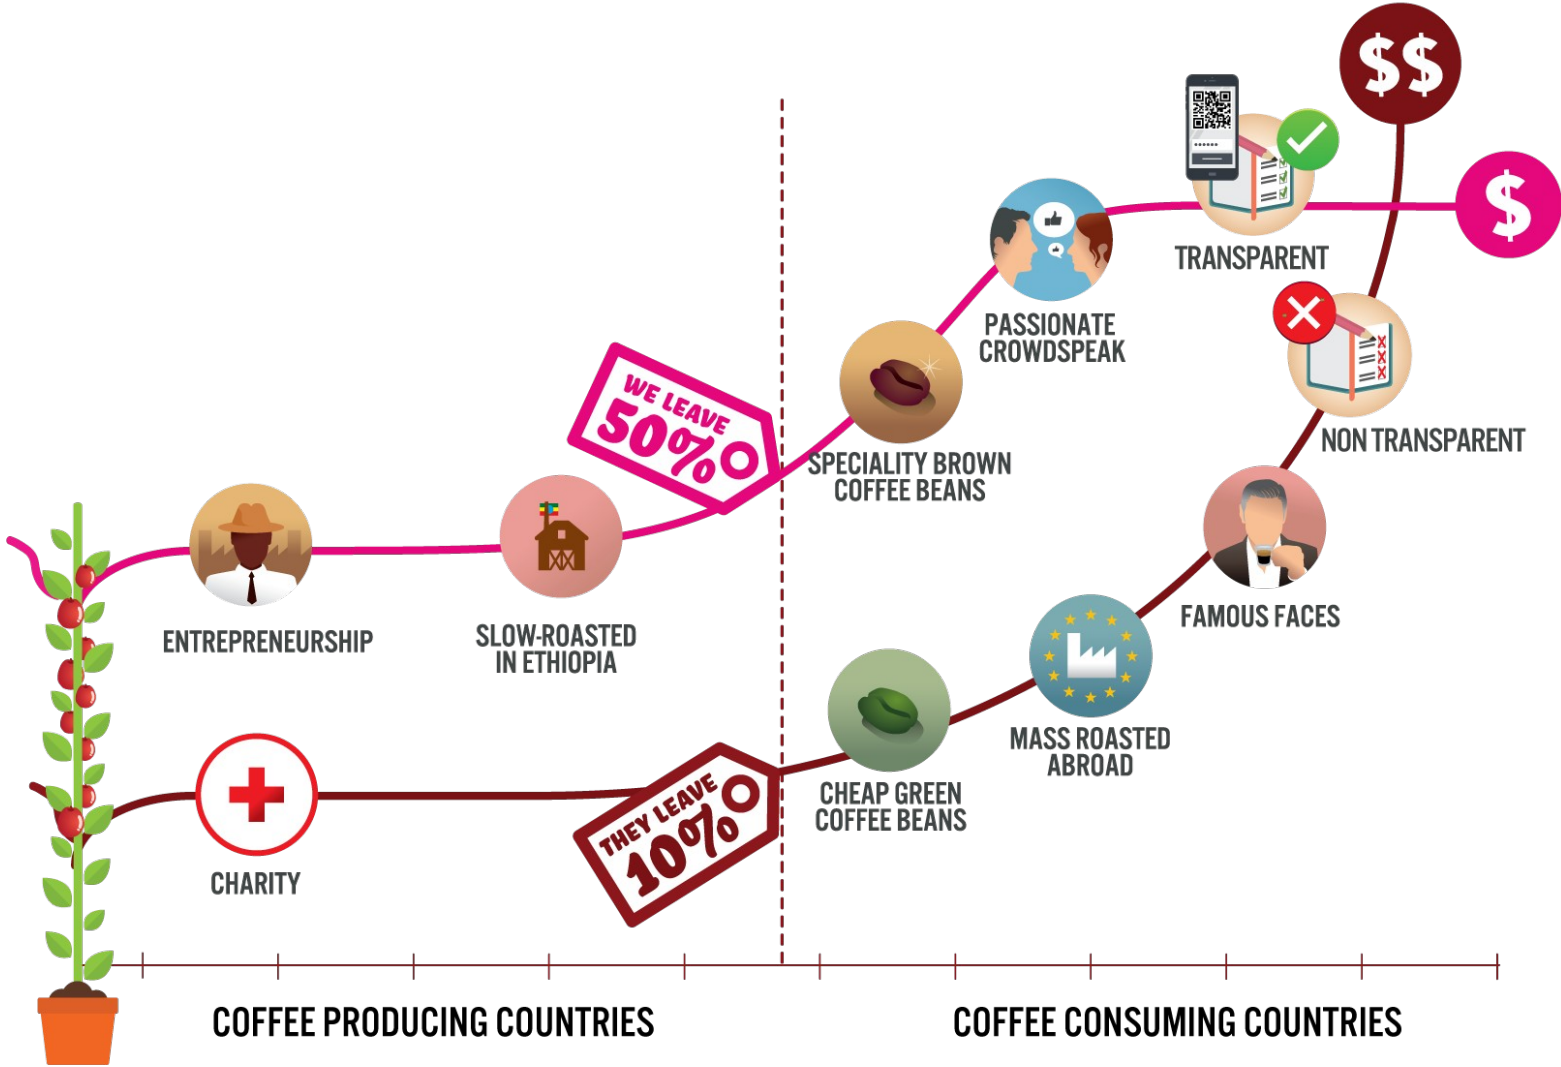 $$
$
TRANSPARENT
PASSIONATE
CROWDSPEAK
NON TRANSPARENT
WE LEAVE
50%
SPECIALITY BROWN
COFFEE BEANS
FAMOUS FACES
ENTREPRENEURSHIP
SLOW-ROASTED
IN ETHIOPIA
MASS ROASTED
ABROAD
THEY LEAVE
10%
CHEAP GREEN
COFFEE BEANS
CHARITY
COFFEE PRODUCING COUNTRIES
COFFEE CONSUMING COUNTRIES